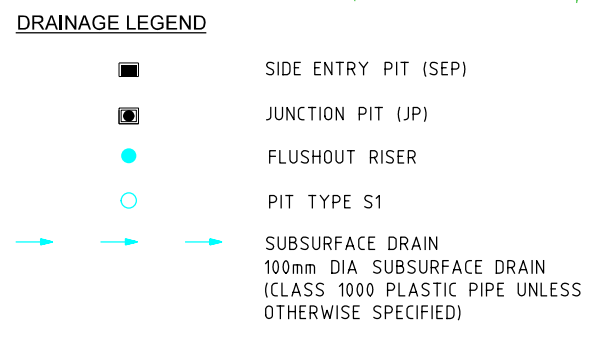 DRAINAGE LEGEND
SIDE ENTRY PIT (SEP)
JUNCTION PIT (JP)
FLUSHOUT RISER
PIT TYPE S1
SUBSURFACE DRAIN
100mm DIA SUBSURFACE DRAIN
(CLASS 1000 PLASTIC PIPE UNLESS
OTHERWISE SPECIFIED)